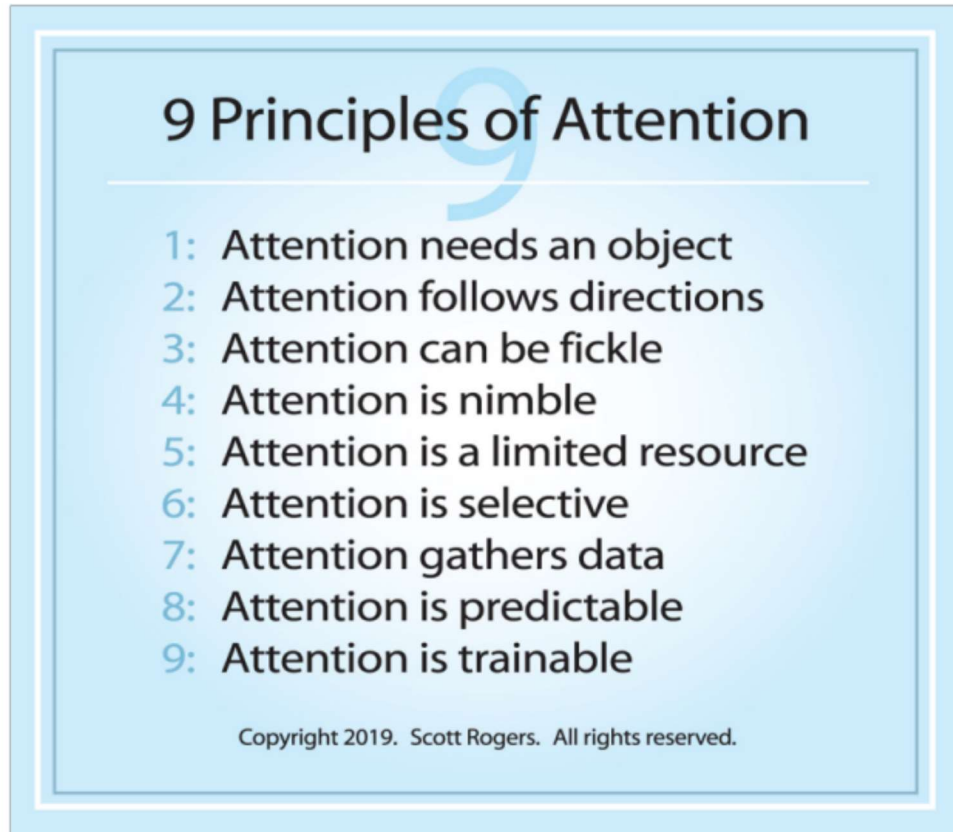 9 Principles of Attention
9
1: Attention needs an object
2: Attention follows directions
3: Attention can be fickle
4: Attention is nimble
5: Attention is a limited resource
6: Attention is selective
7: Attention gathers data
8: Attention is predictable
9: Attention is trainable
Copyright 2019. Scott Rogers. All rights reserved.